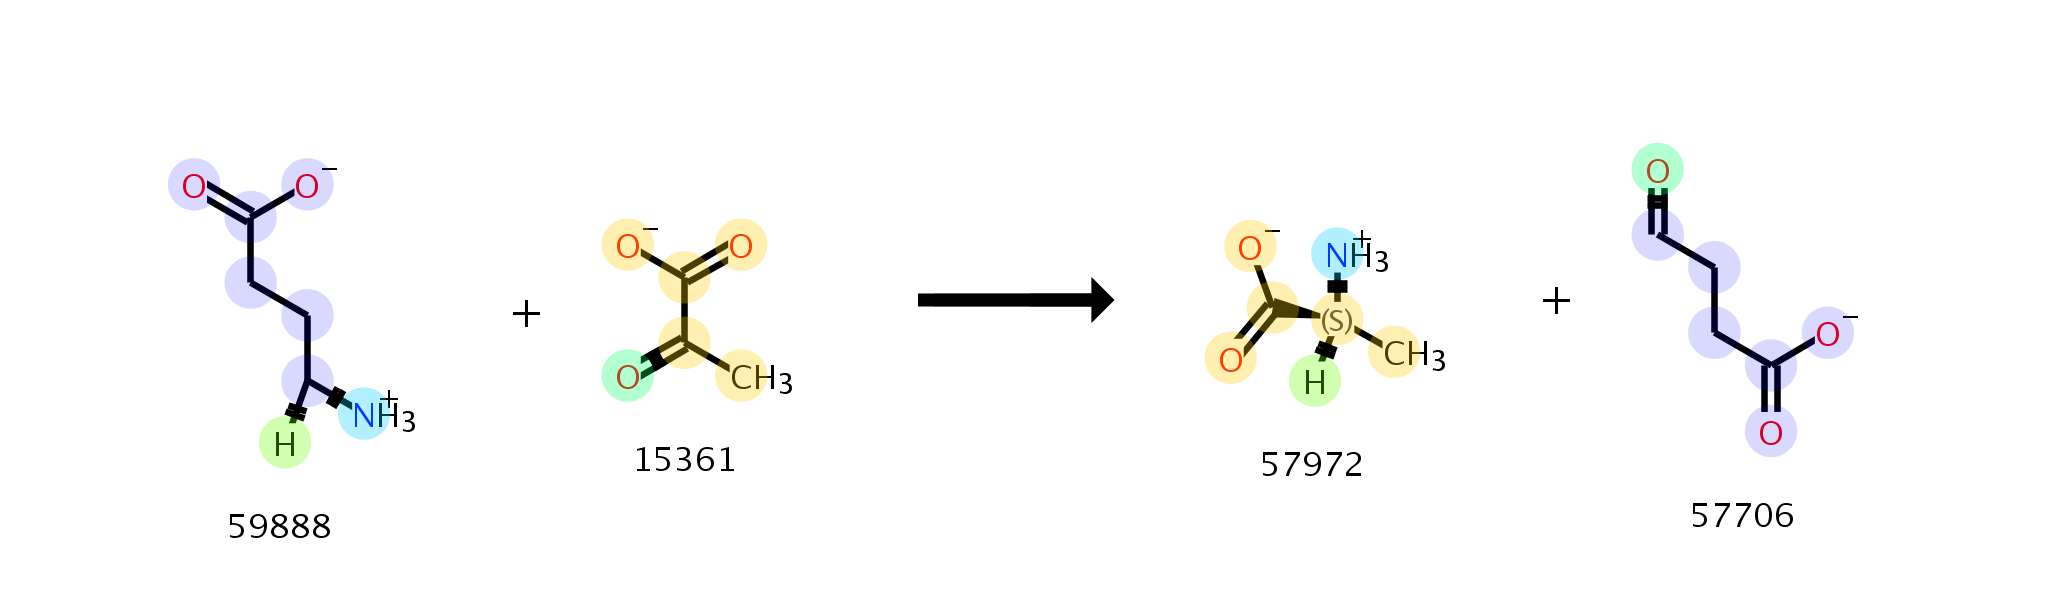 O O−
H NH3+
59888
+
O− O
O CH3
15361
O− NH3+
(S)
O H CH3
57972
+
O
O−
O
57706